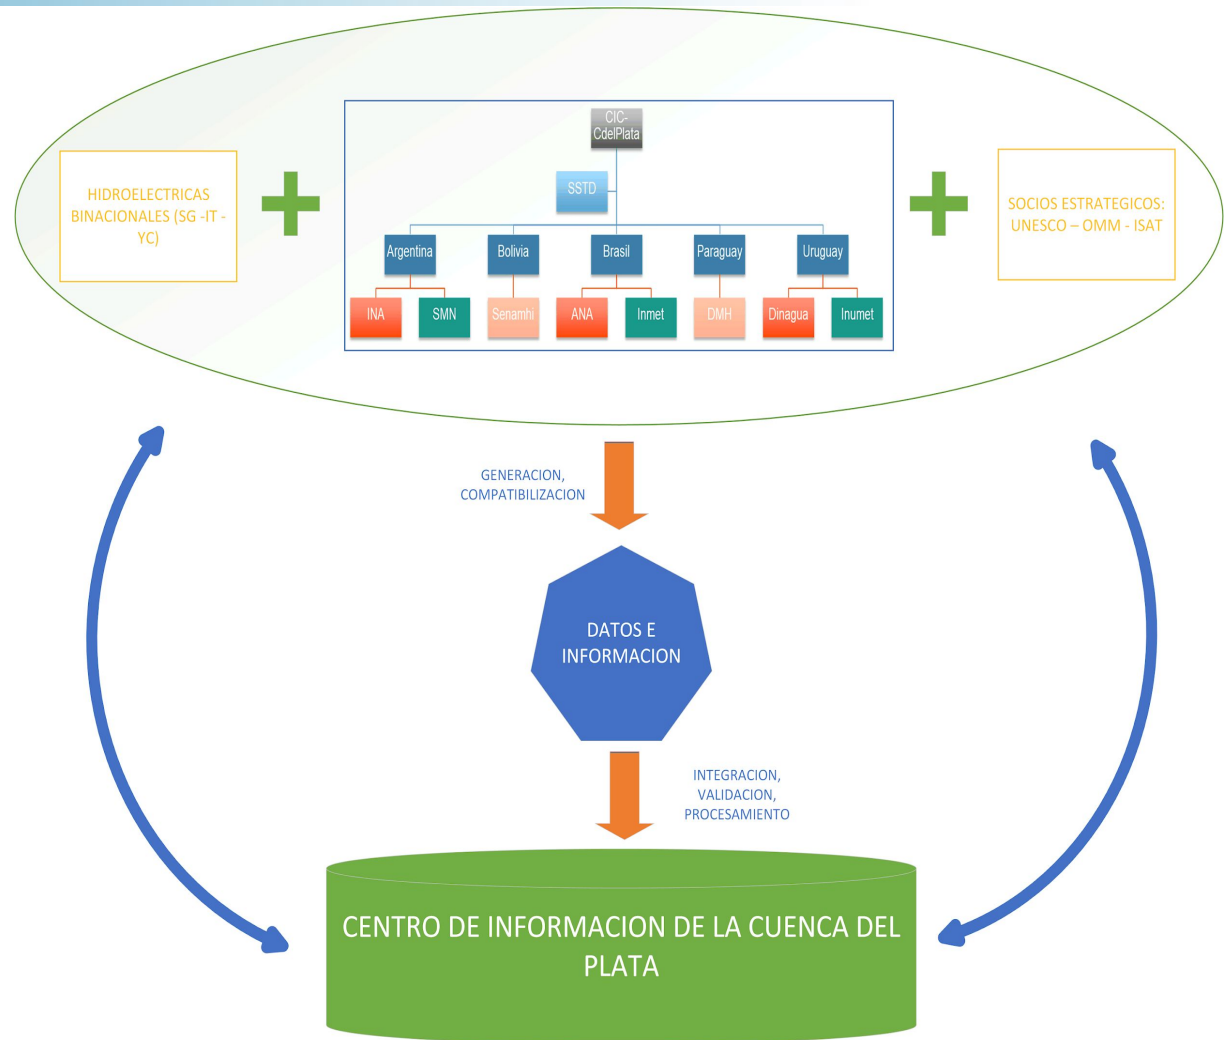 CIC-
CdelPlata
SSTD
HIDROELECTRICAS
BINACIONALES (SG -IT -
YC)
SOCIOS ESTRATEGICOS:
UNESCO – OMM - ISAT
Argentina
Bolivia
Brasil
Paraguay
Uruguay
INA
SMN
Senamhi
ANA
Inmet
DMH
Dinagua
Inumet
GENERACION,
COMPATIBILIZACION
DATOS E
INFORMACION
INTEGRACION,
VALIDACION,
PROCESAMIENTO
CENTRO DE INFORMACION DE LA CUENCA DEL
PLATA